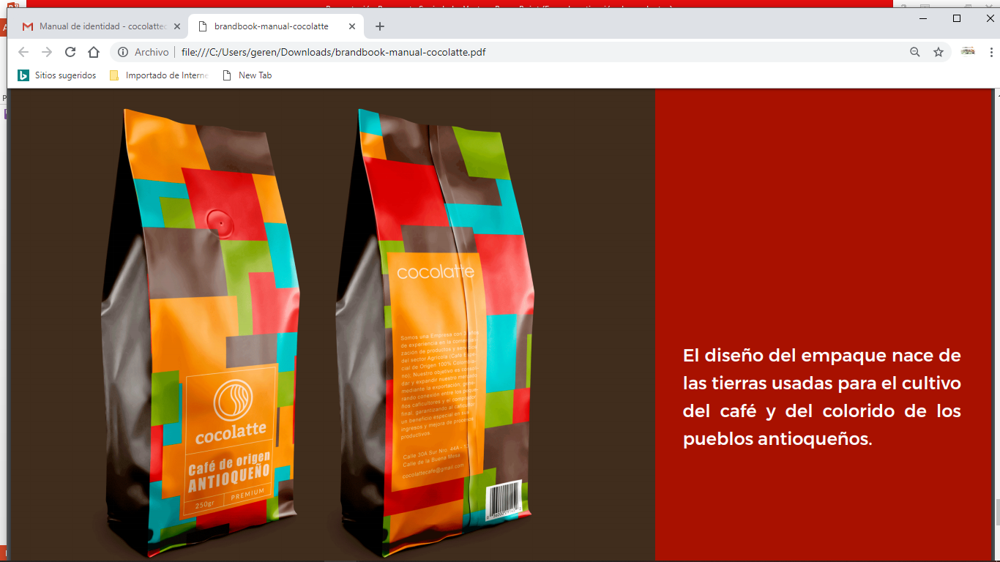 Manual de identidad - cocolatte
brandbook-manual-cocolatte
Archivo
file:///C:/Users/geren/Downloads/brandbook-manual-cocolatte.pdf
Sitios sugeridos
Importado de Interne
New Tab
cocolatte
Café de origen
ANTIOQUEÑO
250gr
PREMIUM
cocolatte
Somos una Empresa con 3 años
de experiencia en la comerciali-
zación de productos y servicios
del sector Agrícola (Café Espe-
cial de Origen 100% Colombia-
no); Nuestro objetivo es consoli-
dar y expandir nuestro mercado
mediante la exportación, gene-
rando conexión entre los peque-
ños caficultores y el comprador
final, garantizando al caficultor
un beneficio especial en sus
ingresos y mejora de procesos
productivos.
Calle 30A Sur Nro. 44A - 
Calle de la Buena Mesa
cocolattecafe@gmail.com
El diseño del empaque nace de
las tierras usadas para el cultivo
del café y del colorido de los
pueblos antioqueños.